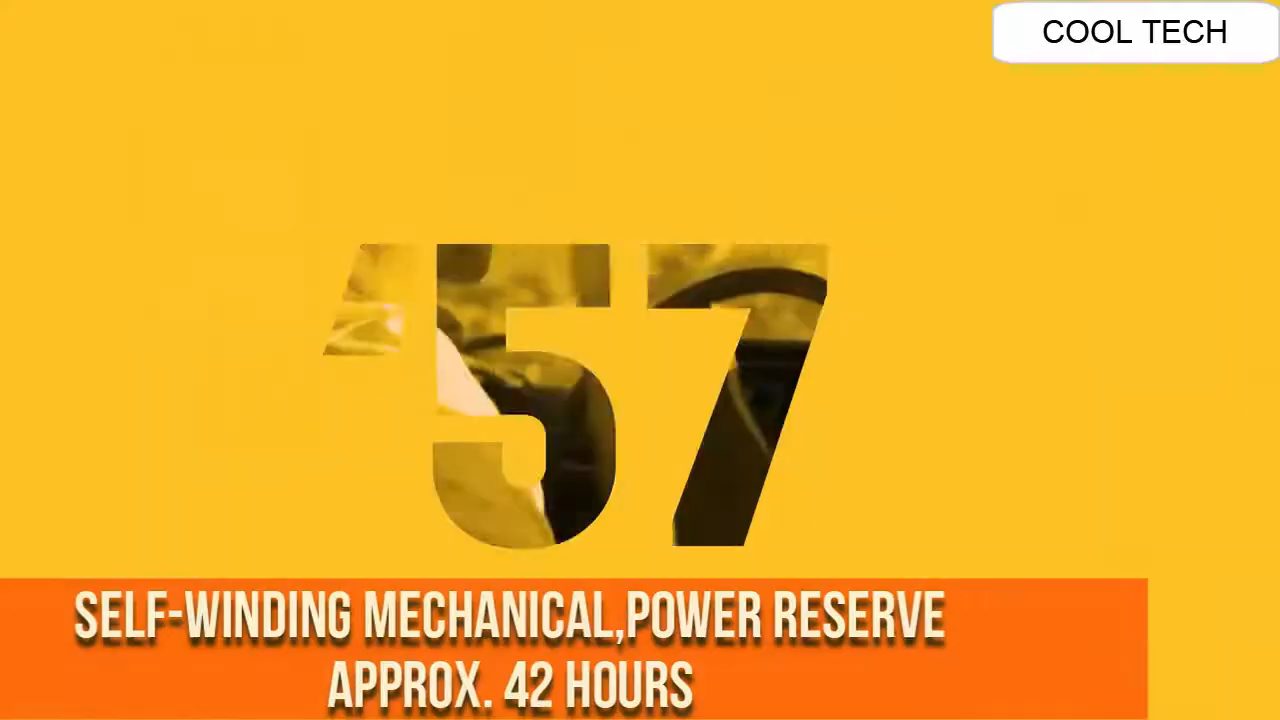 COOL TECH
'57
SELF-WINDING MECHANICAL,POWER RESERVE
APPROX. 42 HOURS